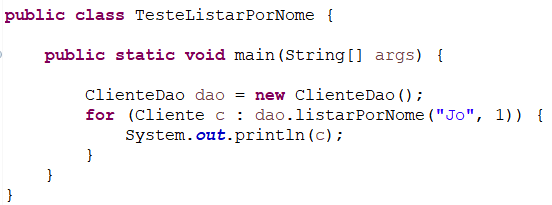 public class TesteListarPorNome {
public static void main(String[] args) {
ClienteDao dao = new ClienteDao();
for (Cliente c : dao.listarPorNome("Jo", 1)) {
System.out.println(c);
}
}
}